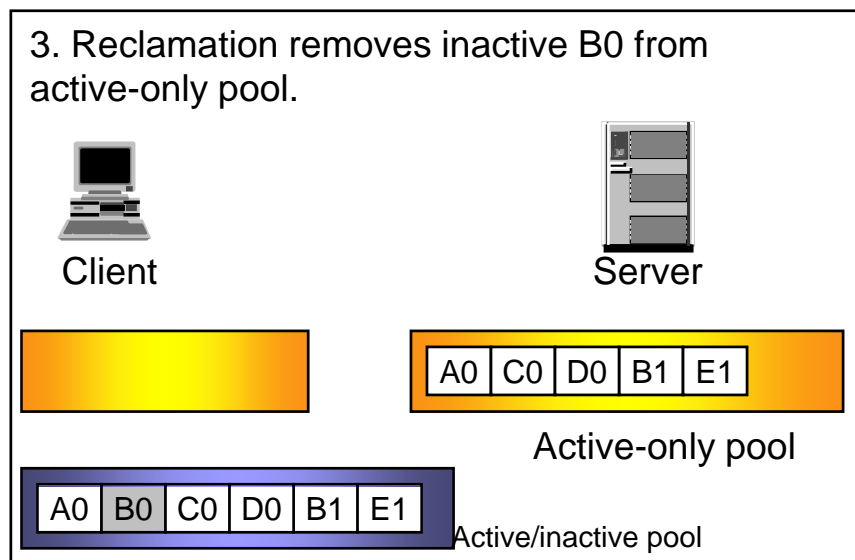 3. Reclamation removes inactive B0 from
active-only pool.
Client
Server
A0 C0 D0 B1 E1
Active-only pool
A0 B0 C0 D0 B1 E1
Active/inactive pool